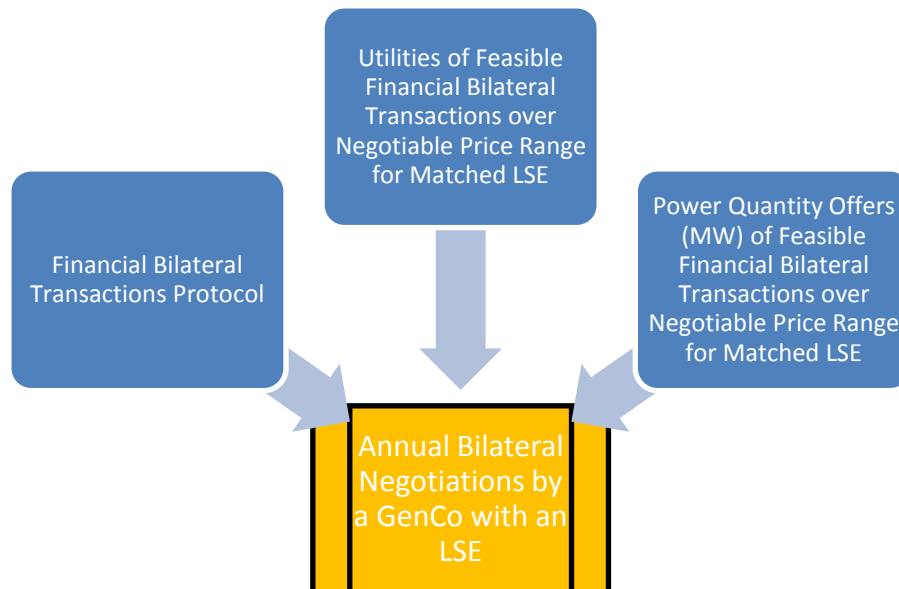 Utilities of Feasible
Financial Bilateral
Transactions over
Negotiable Price Range
for Matched LSE
Financial Bilateral
Transactions Protocol
Power Quantity Offers
(MW) of Feasible
Financial Bilateral
Transactions over
Negotiable Price Range
for Matched LSE
Annual Bilateral
Negotiations by
a GenCo with an
LSE